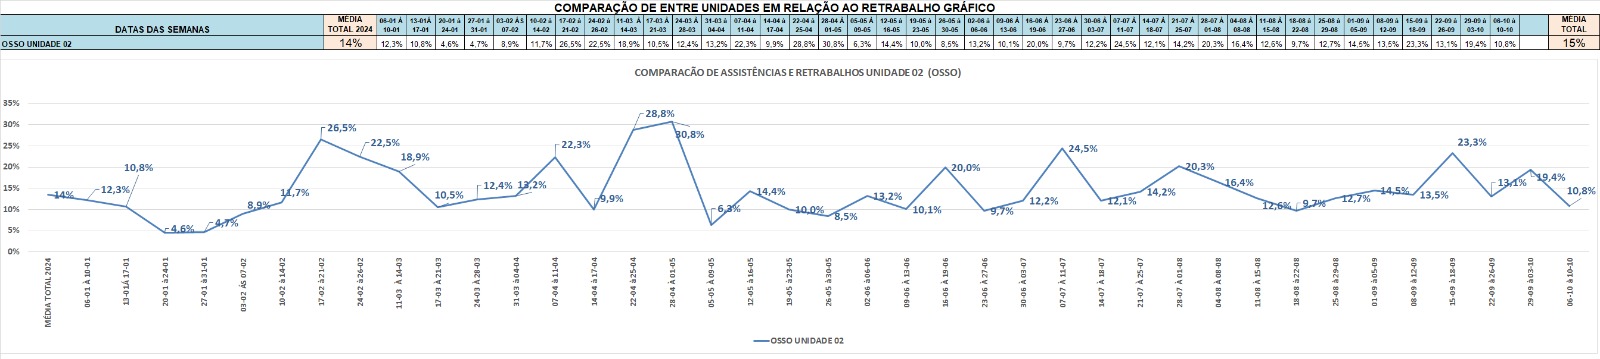 COMPARAÇÃO DE ENTRE UNIDADES EM RELAÇÃO AO RETRABALHO GRÁFICO
DATAS DAS SEMANAS MÉDIA TOTAL 2024 06-01 À 10-01 13-01À 17-01 20-01 à 24-01 27-01 à 31-01 03-02 ÀS 07-02 10-02 à 14-02 17-02 à 21-02 24-02 à 26-02 11-03 à 14-03 17-03 à 21-03 24-03 à 28-03 31-03 à 04-04 07-04 à 11-04 14-04 à 17-04 22-04 à 25-04 28-04 À 01-05 05-05 À 09-05 12-05 à 16-05 19-05 à 23-05 26-05 à 30-05 02-06 à 06-06 09-06 À 13-06 16-06 À 19-06 23-06 À 27-06 30-06 À 03-07 07-07 À 11-07 14-07 à 18-07 21-07 à 25-07 28-07 à 01-08 04-08 à 08-08 11-08 à 15-08 18-08 à 22-08 25-08 à 29-08 01-09 à 05-09 08-09 à 12-09 15-09 à 18-09 22-09 à 26-09 29-09 à 03-10 06-10 à 10-10 MÉDIA TOTAL
OSSO UNIDADE 02 14% 12,3% 10,8% 4,6% 4,7% 8,9% 11,7% 26,5% 22,5% 18,9% 10,5% 12,4% 13,2% 22,3% 9,9% 28,8% 30,8% 6,3% 14,4% 10,0% 8,5% 13,2% 10,1% 20,0% 9,7% 12,2% 24,5% 12,1% 14,2% 20,3% 16,4% 12,6% 9,7% 12,7% 14,5% 13,5% 23,3% 13,1% 19,4% 10,8% 15%
COMPARACÃO DE ASSISTÊNCIAS E RETRABALHOS UNIDADE 02 (OSSO)
35%
30%
25%
20%
15%
10%
5%
0%
14% 12,3% 10,8% 4,6% 4,7% 8,9% 11,7% 26,5% 22,5% 18,9% 10,5% 12,4% 13,2% 22,3% 9,9% 28,8% 30,8% 6,3% 14,4% 10,0% 8,5% 13,2% 10,1% 20,0% 9,7% 12,2% 24,5% 12,1% 14,2% 20,3% 16,4% 12,6% 9,7% 12,7% 14,5% 13,5% 23,3% 13,1% 19,4% 10,8%
MÉDIA TOTAL 2024
06-01 À 10-01
13-01À 17-01
20-01 à 24-01
27-01 à 31-01
03-02 ÀS 07-02
10-02 à 14-02
17-02 à 21-02
24-02 à 26-02
11-03 À 14-03
17-03 à 21-03
24-03 à 28-03
31-03 à 04-04
07-04 à 11-04
14-04 à 17-04
22-04 à 25-04
28-04 À 01-05
05-05 À 09-05
12-05 à 16-05
19-05 à 23-05
26-05 à 30-05
02-06 à 06-06
09-06 À 13-06
16-06 À 19-06
23-06 À 27-06
30-06 À 03-07
07-07 À 11-07
14-07 à 18-07
21-07 à 25-07
28-07 à 01-08
04-08 à 08-08
11-08 à 15-08
18-08 à 22-08
25-08 à 29-08
01-09 à 05-09
08-09 à 12-09
15-09 à 18-09
22-09 à 26-09
29-09 à 03-10
06-10 à 10-10
OSSO UNIDADE 02